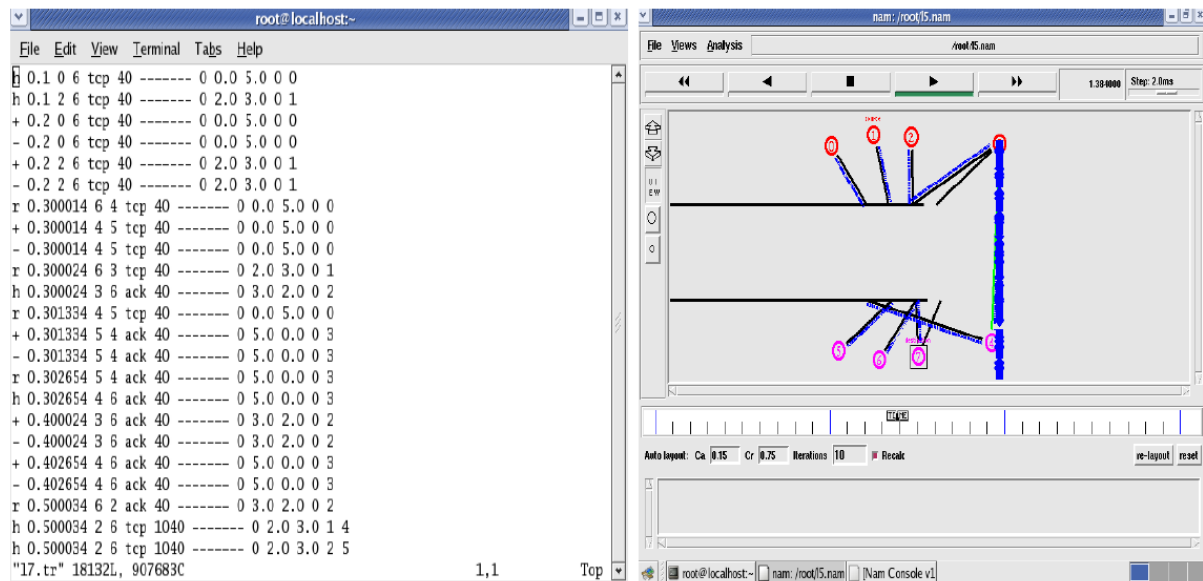 root@localhost:~
File Edit View Terminal Tabs Help
h 0.1 0 6 tcp 40 ------- 0 0.0 5.0 0 0
h 0.1 2 6 tcp 40 ------- 0 2.0 3.0 0 1
+ 0.2 0 6 tcp 40 ------- 0 0.0 5.0 0 0
- 0.2 0 6 tcp 40 ------- 0 0.0 5.0 0 0
+ 0.2 2 6 tcp 40 ------- 0 2.0 3.0 0 1
- 0.2 2 6 tcp 40 ------- 0 2.0 3.0 0 1
r 0.300014 6 4 tcp 40 ------- 0 0.0 5.0 0 0
+ 0.300014 4 5 tcp 40 ------- 0 0.0 5.0 0 0
- 0.300014 4 5 tcp 40 ------- 0 0.0 5.0 0 0
r 0.300024 6 3 tcp 40 ------- 0 2.0 3.0 0 1
h 0.300024 3 6 ack 40 ------- 0 3.0 2.0 0 2
r 0.301334 4 5 tcp 40 ------- 0 0.0 5.0 0 0
+ 0.301334 5 4 ack 40 ------- 0 5.0 0.0 0 3
- 0.301334 5 4 ack 40 ------- 0 5.0 0.0 0 3
r 0.302654 5 4 ack 40 ------- 0 5.0 0.0 0 3
h 0.302654 4 6 ack 40 ------- 0 5.0 0.0 0 3
+ 0.400024 3 6 ack 40 ------- 0 3.0 2.0 0 2
- 0.400024 3 6 ack 40 ------- 0 3.0 2.0 0 2
+ 0.402654 4 6 ack 40 ------- 0 5.0 0.0 0 3
- 0.402654 4 6 ack 40 ------- 0 5.0 0.0 0 3
r 0.500034 6 2 ack 40 ------- 0 3.0 2.0 0 2
h 0.500034 2 6 tcp 1040 ------- 0 2.0 3.0 1 4
h 0.500034 2 6 tcp 1040 ------- 0 2.0 3.0 2 5
"l7.tr" 18132L, 907683C 1,1 Top
nam: /root/l5.nam
File Views Analysis /root/l5.nam
1.384000 Step: 2.0ms
0 1 2
5 6 7 4
TIME
Auto layout: Ca 0.15 Cr 0.75 Iterations 10 Recalc re-layout reset
root@localhost:~ nam: /root/l5.nam [Nam Console v1